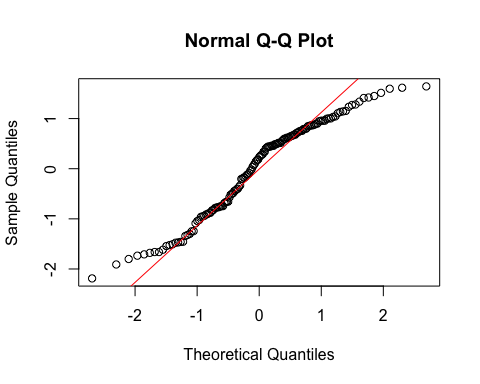 Normal Q-Q Plot
Sample Quantiles
1
0
-1
-2
-2 -1 0 1 2
Theoretical Quantiles